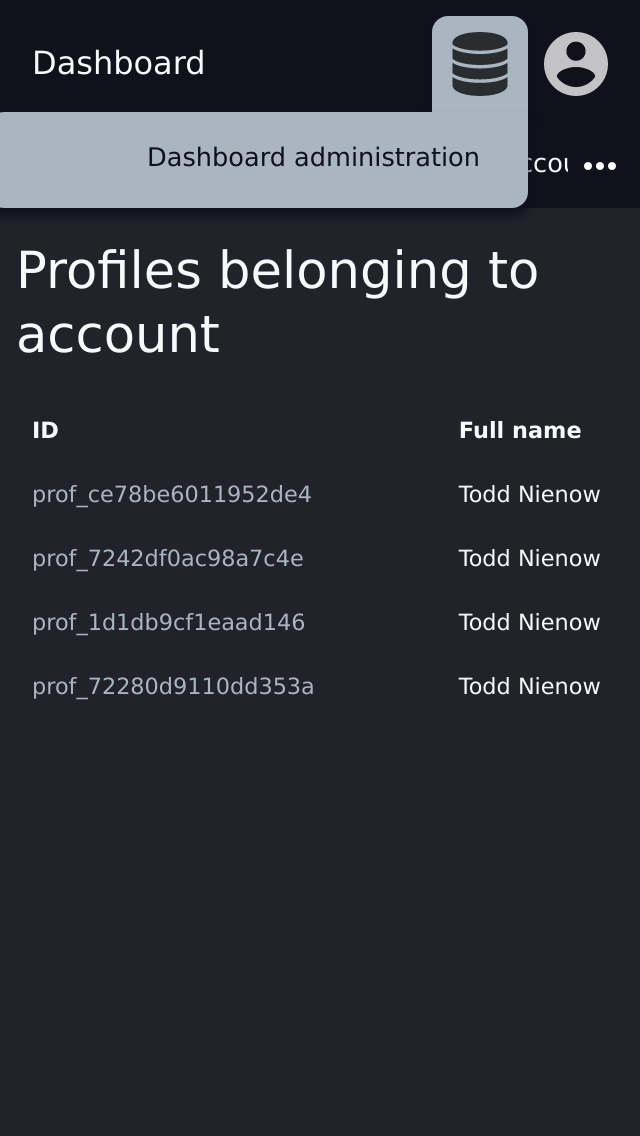 Dashboard
Dashboard administration
Profiles belonging to
account
ID Full name
prof_ce78be6011952de4 Todd Nienow
prof_7242df0ac98a7c4e Todd Nienow
prof_1d1db9cf1eaad146 Todd Nienow
prof_72280d9110dd353a Todd Nienow